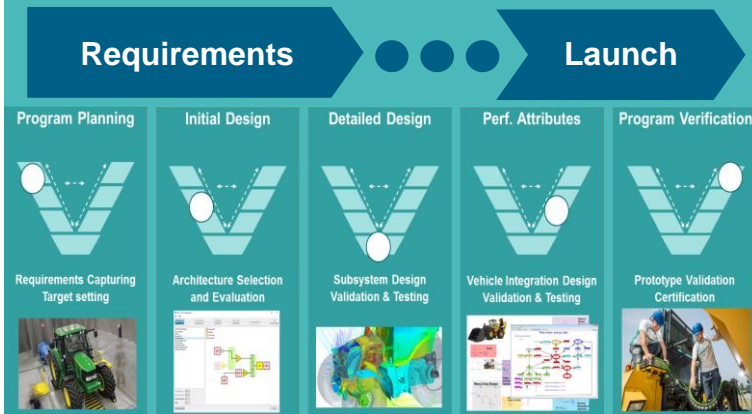 Requirements
Launch
Program Planning
Initial Design
Detailed Design
Perf. Attributes
Program Verification
Requirements Capturing
Target setting
Architecture Selection
and Evaluation
Subsystem Design
Validation & Testing
Vehicle Integration Design
Validation & Testing
Prototype Validation
Certification